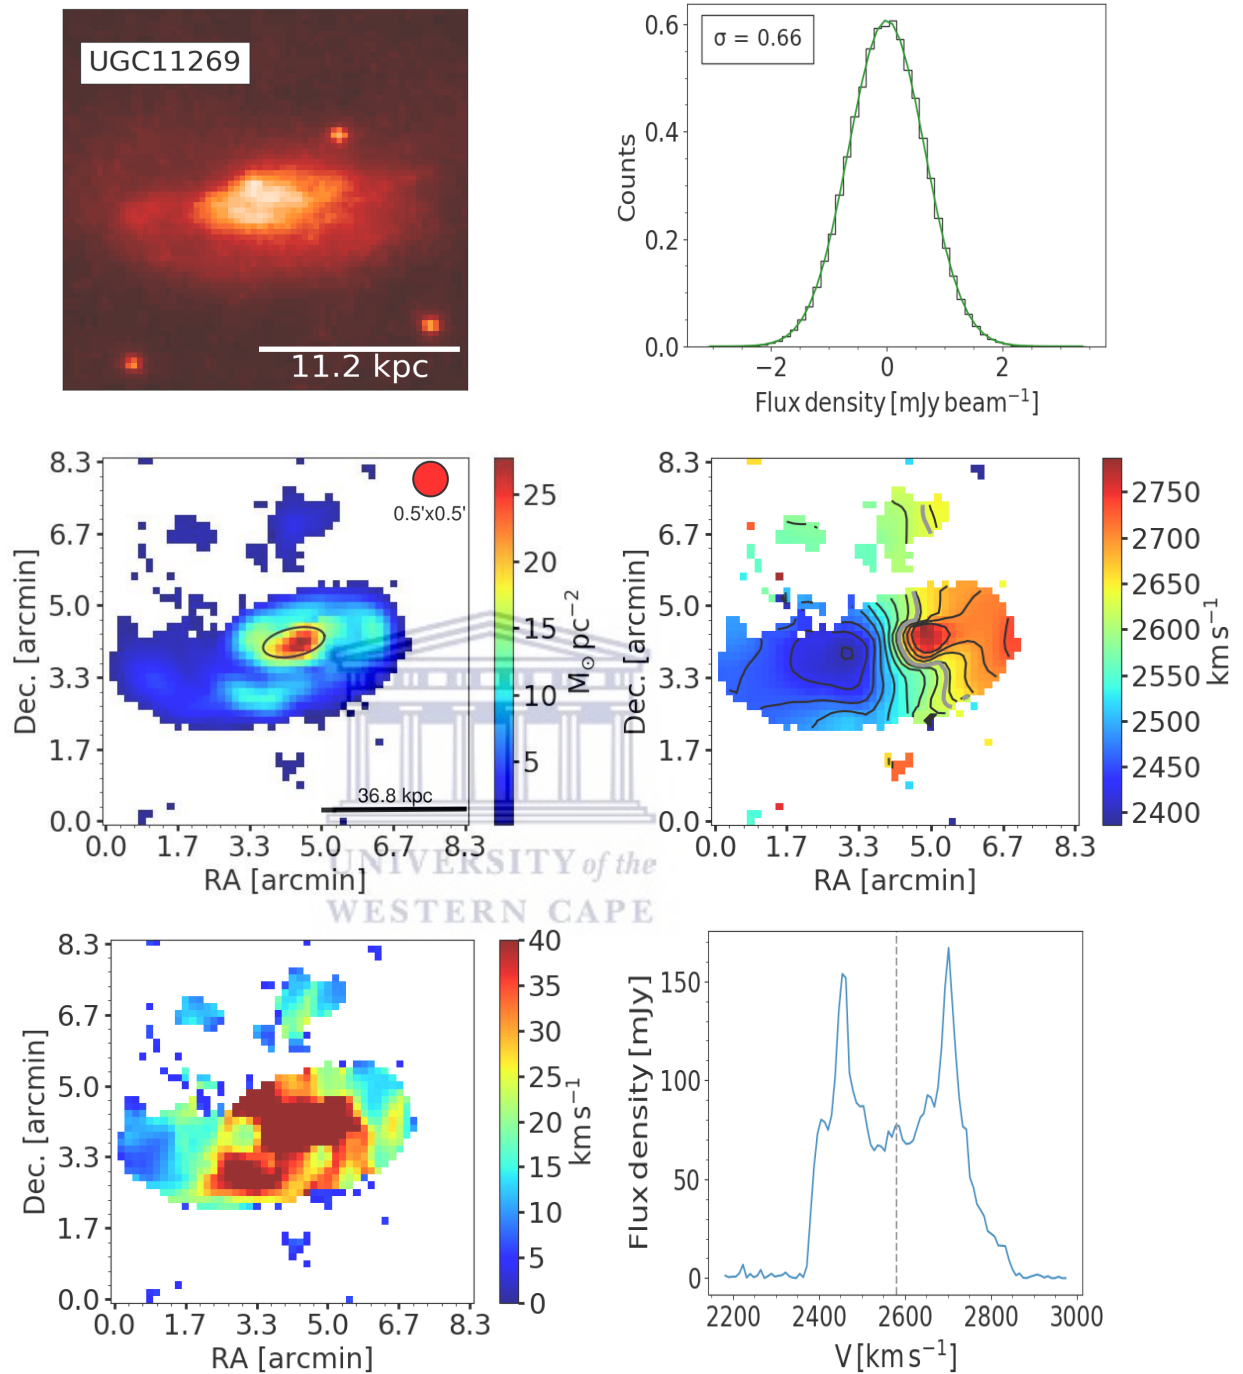 UGC11269
11.2 kpc
σ = 0.66
0.6
0.4
0.2
0.0
Counts
−2 0 2
Flux density [mJy beam⁻¹]
8.3
6.7
5.0
3.3
1.7
0.0
Dec. [arcmin]
0.5'x0.5'
36.8 kpc
0.0 1.7 3.3 5.0 6.7 8.3
RA [arcmin]
25
20
15
10
5
M⊙ pc⁻²
8.3
6.7
5.0
3.3
1.7
0.0
Dec. [arcmin]
0.0 1.7 3.3 5.0 6.7 8.3
RA [arcmin]
2750
2700
2650
2600
2550
2500
2450
2400
km s⁻¹
UNIVERSITY of the
WESTERN CAPE
8.3
6.7
5.0
3.3
1.7
0.0
Dec. [arcmin]
0.0 1.7 3.3 5.0 6.7 8.3
RA [arcmin]
40
35
30
25
20
15
10
5
0
km s⁻¹
150
100
50
0
Flux density [mJy]
2200 2400 2600 2800 3000
V [km s⁻¹]